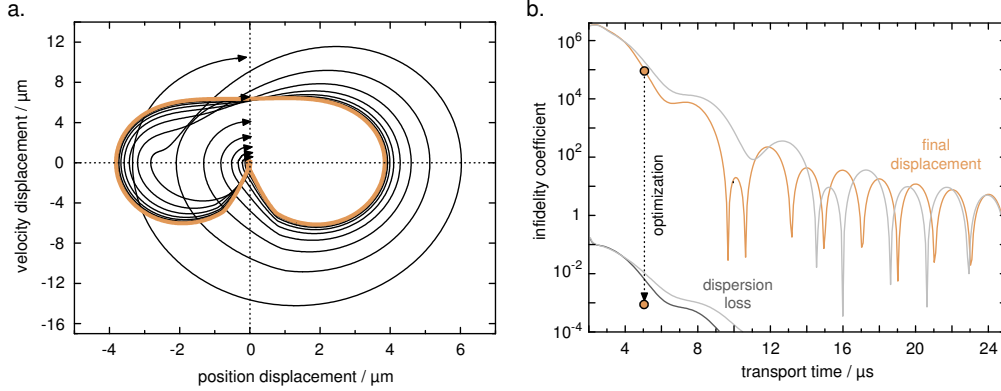 a.
velocity displacement / µm
12
8
4
0
-4
-8
-12
-16
-4
-2
0
2
4
6
position displacement / µm
b.
infidelity coefficient
10^6
10^4
10^2
1
10^-2
10^-4
optimization
final
displacement
dispersion
loss
4
8
12
16
20
24
transport time / µs